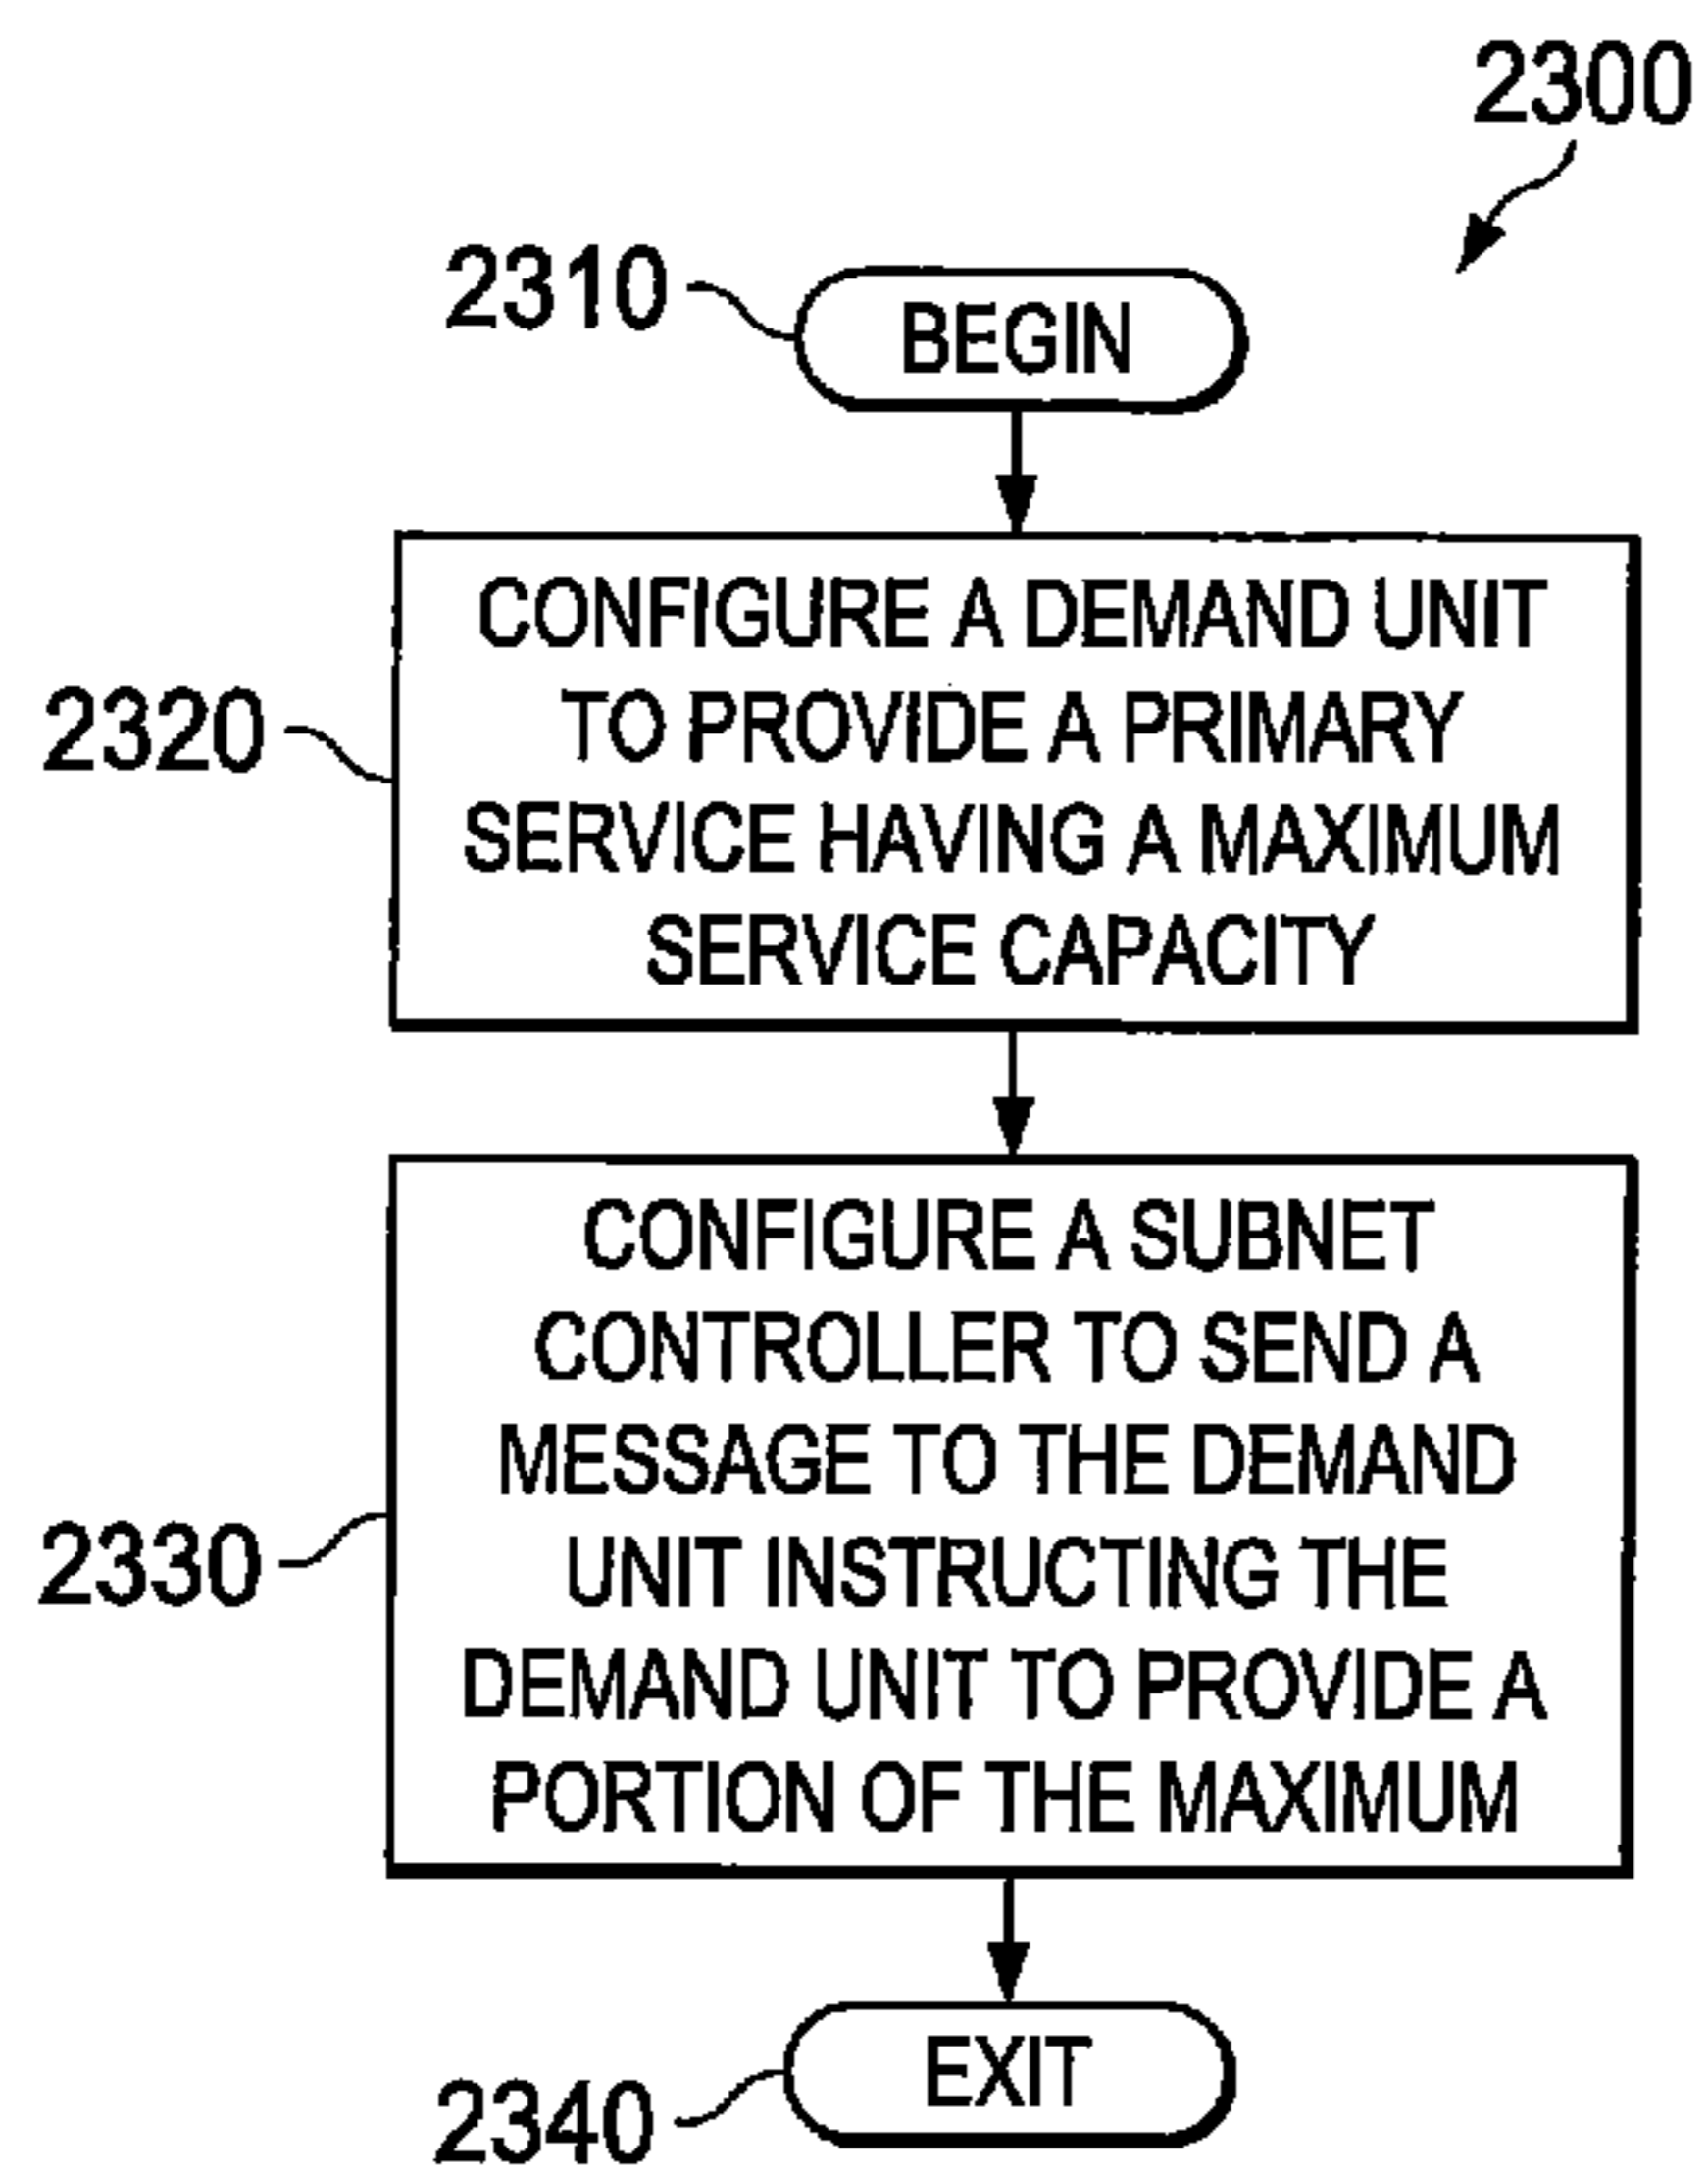 2300
2310
BEGIN
2320
CONFIGURE A DEMAND UNIT
TO PROVIDE A PRIMARY
SERVICE HAVING A MAXIMUM
SERVICE CAPACITY
2330
CONFIGURE A SUBNET
CONTROLLER TO SEND A
MESSAGE TO THE DEMAND
UNIT INSTRUCTING THE
DEMAND UNIT TO PROVIDE A
PORTION OF THE MAXIMUM
2340
EXIT